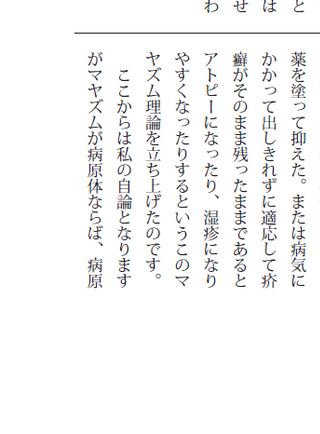 と
は
せ
わ
薬を塗って抑えた。または病気に
かかって出しきれずに適応して疥
癬がそのまま残ったままであると
アトピーになったり、湿疹になり
やすくなったりするというこのマ
ヤズム理論を立ち上げたのです。
ここからは私の自論となります
がマヤズムが病原体ならば、病原